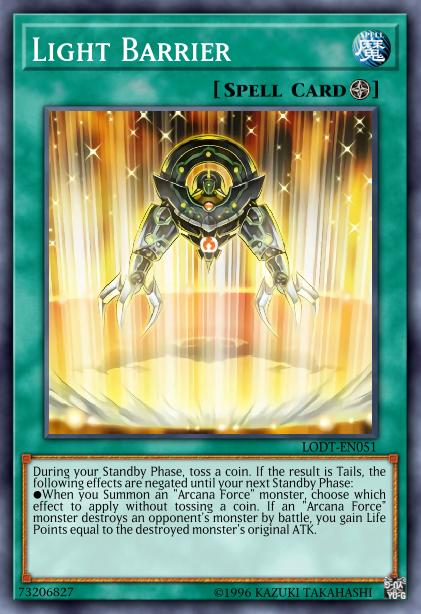 Light Barrier
SPELL
魔
[Spell Card]
LODT-EN051
During your Standby Phase, toss a coin. If the result is Tails, the
following effects are negated until your next Standby Phase:
●When you Summon an "Arcana Force" monster, choose which
effect to apply without tossing a coin. If an "Arcana Force"
monster destroys an opponent's monster by battle, you gain Life
Points equal to the destroyed monster's original ATK.
73206827
©1996 KAZUKI TAKAHASHI